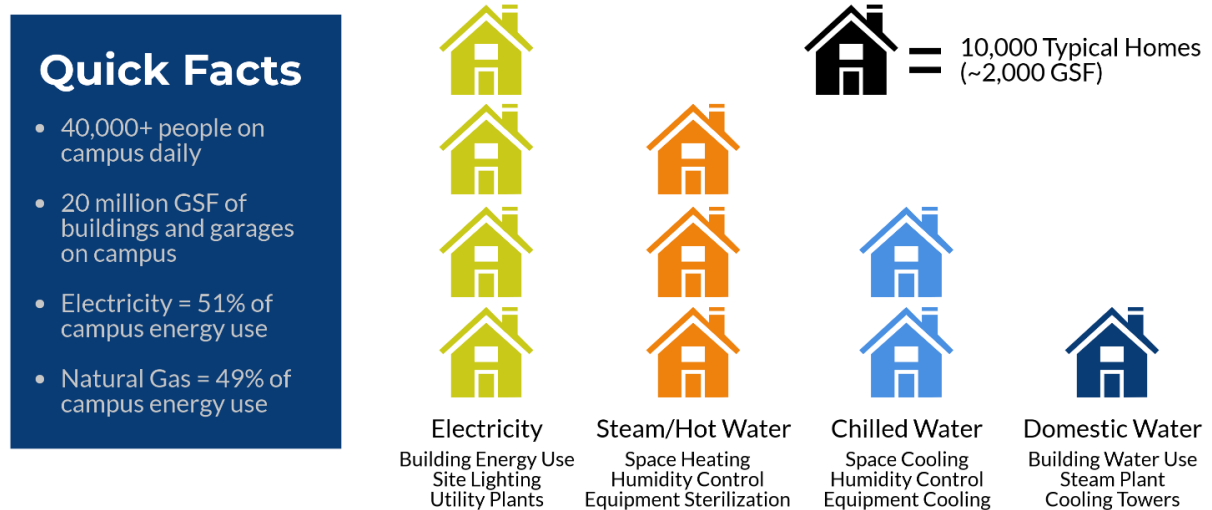 Quick Facts
• 40,000+ people on
campus daily
• 20 million GSF of
buildings and garages
on campus
• Electricity = 51% of
campus energy use
• Natural Gas = 49% of
campus energy use
= 10,000 Typical Homes
(~2,000 GSF)
Electricity
Building Energy Use
Site Lighting
Utility Plants
Steam/Hot Water
Space Heating
Humidity Control
Equipment Sterilization
Chilled Water
Space Cooling
Humidity Control
Equipment Cooling
Domestic Water
Building Water Use
Steam Plant
Cooling Towers